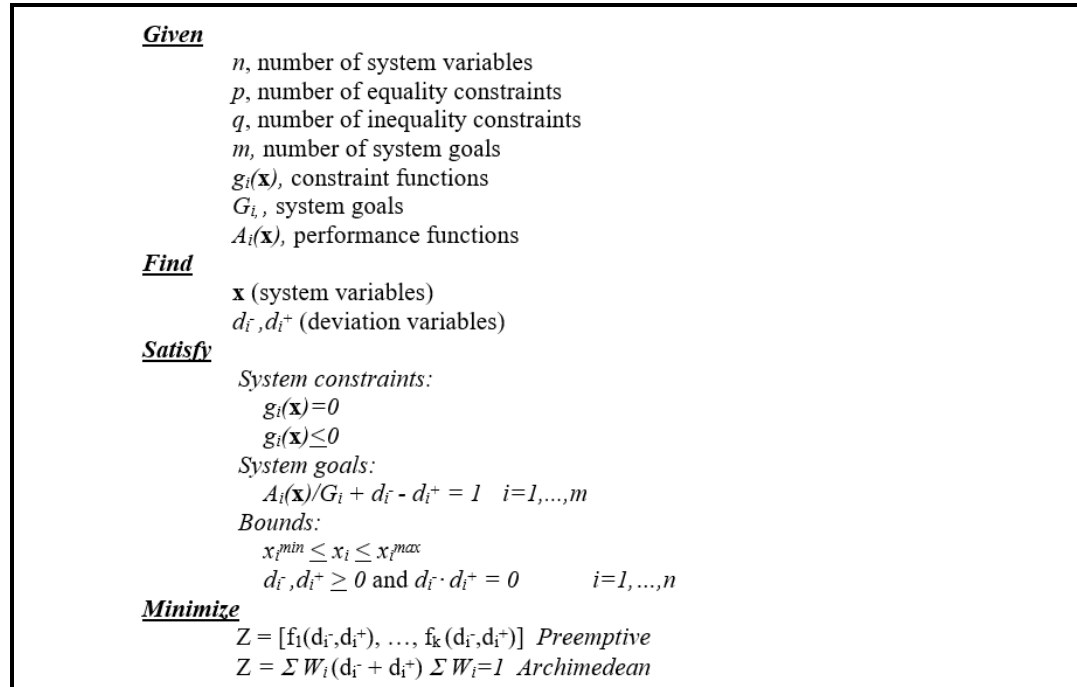 Given
n, number of system variables
p, number of equality constraints
q, number of inequality constraints
m, number of system goals
gᵢ(x), constraint functions
Gᵢ, , system goals
Aᵢ(x), performance functions
Find
x (system variables)
dᵢ⁻,dᵢ⁺ (deviation variables)
Satisfy
System constraints:
gᵢ(x)=0
gᵢ(x)≤0
System goals:
Aᵢ(x)/Gᵢ + dᵢ⁻ - dᵢ⁺ = 1 i=1,...,m
Bounds:
xᵢᵐⁱⁿ ≤ xᵢ ≤ xᵢᵐᵃˣ
dᵢ⁻,dᵢ⁺ ≥ 0 and dᵢ⁻· dᵢ⁺ = 0 i=1,...,n
Minimize
Z = [f₁(dᵢ⁻,dᵢ⁺), …, fₖ (dᵢ⁻,dᵢ⁺)] Preemptive
Z = Σ Wᵢ (dᵢ⁻ + dᵢ⁺) Σ Wᵢ=1 Archimedean